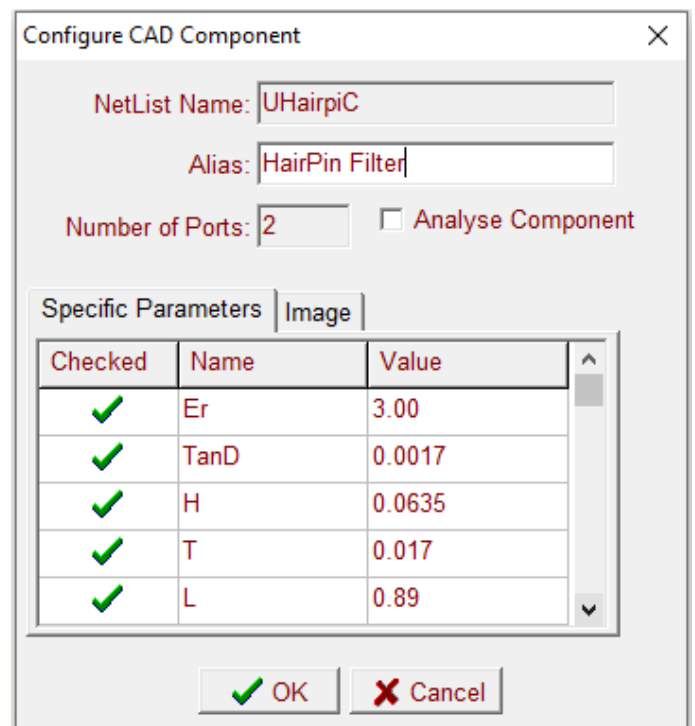 Configure CAD Component
NetList Name: UHairpiC
Alias: HairPin Filter
Number of Ports: 2 Analyse Component
Specific Parameters Image
Checked Name Value
Er 3.00
TanD 0.0017
H 0.0635
T 0.017
L 0.89
OK Cancel